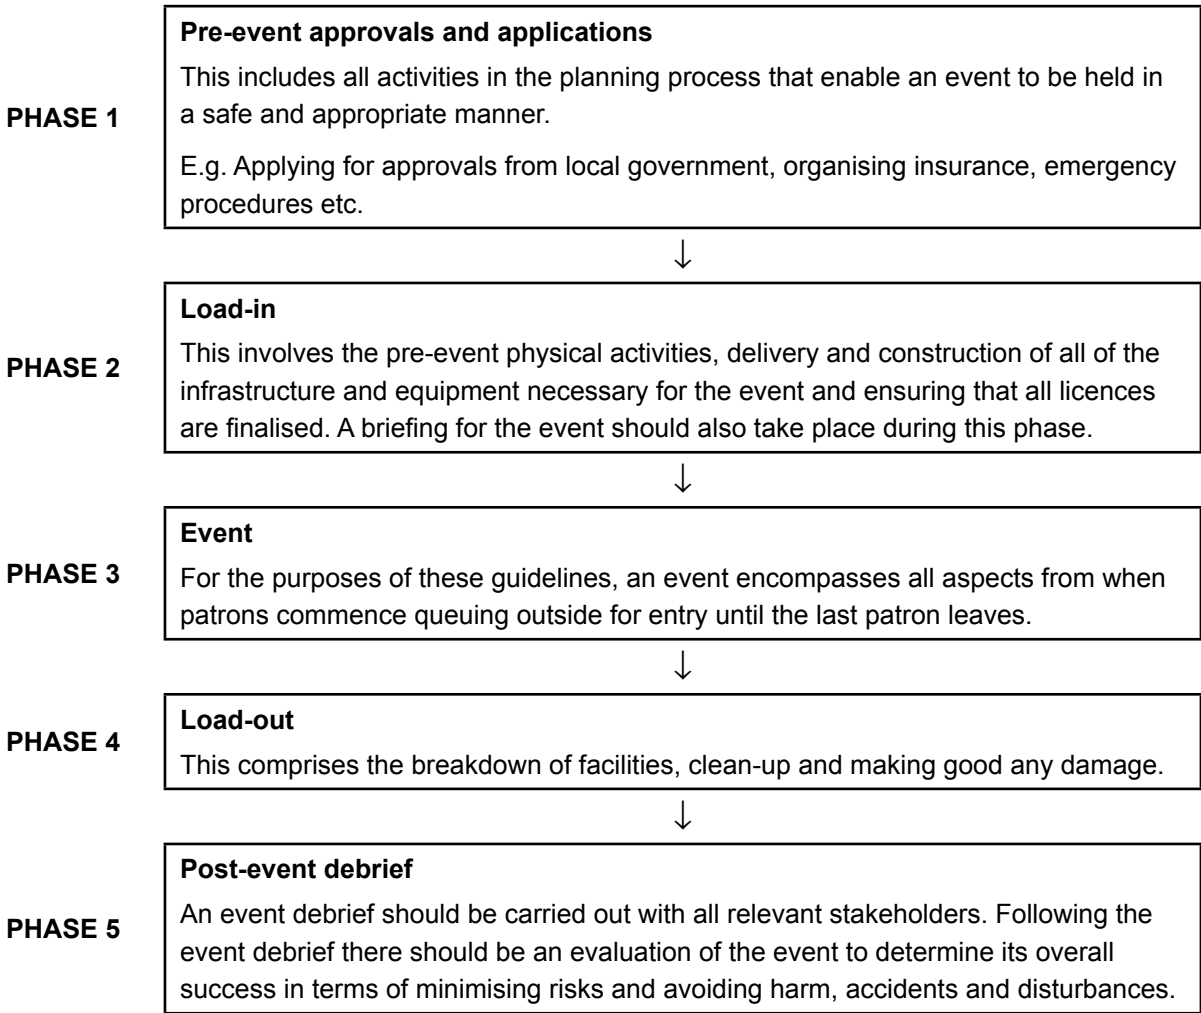 Pre-event approvals and applications
This includes all activities in the planning process that enable an event to be held in
PHASE 1
a safe and appropriate manner.
E.g. Applying for approvals from local government, organising insurance, emergency
procedures etc.
↓
Load-in
This involves the pre-event physical activities, delivery and construction of all of the
PHASE 2
infrastructure and equipment necessary for the event and ensuring that all licences
are finalised. A briefing for the event should also take place during this phase.
↓
Event
PHASE 3
For the purposes of these guidelines, an event encompasses all aspects from when
patrons commence queuing outside for entry until the last patron leaves.
↓
Load-out
PHASE 4
This comprises the breakdown of facilities, clean-up and making good any damage.
↓
Post-event debrief
An event debrief should be carried out with all relevant stakeholders. Following the
PHASE 5
event debrief there should be an evaluation of the event to determine its overall
success in terms of minimising risks and avoiding harm, accidents and disturbances.